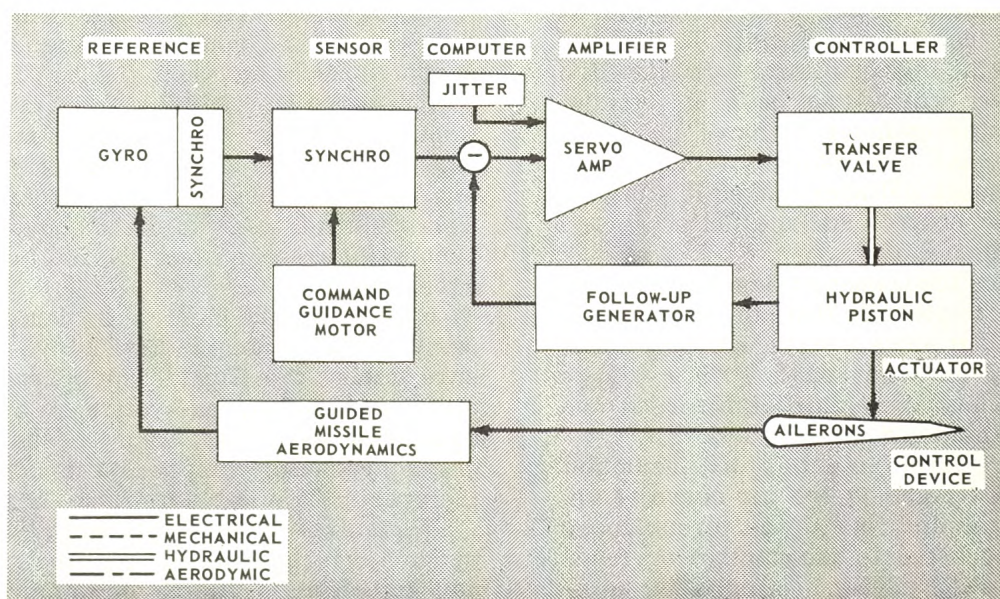 REFERENCE
SENSOR
COMPUTER
AMPLIFIER
CONTROLLER
JITTER
GYRO
SYNCHRO
SYNCHRO
−
SERVO
AMP
TRANSFER
VALVE
COMMAND
GUIDANCE
MOTOR
FOLLOW-UP
GENERATOR
HYDRAULIC
PISTON
ACTUATOR
GUIDED
MISSILE
AERODYNAMICS
AILERONS
CONTROL
DEVICE
ELECTRICAL
MECHANICAL
HYDRAULIC
AERODYMIC